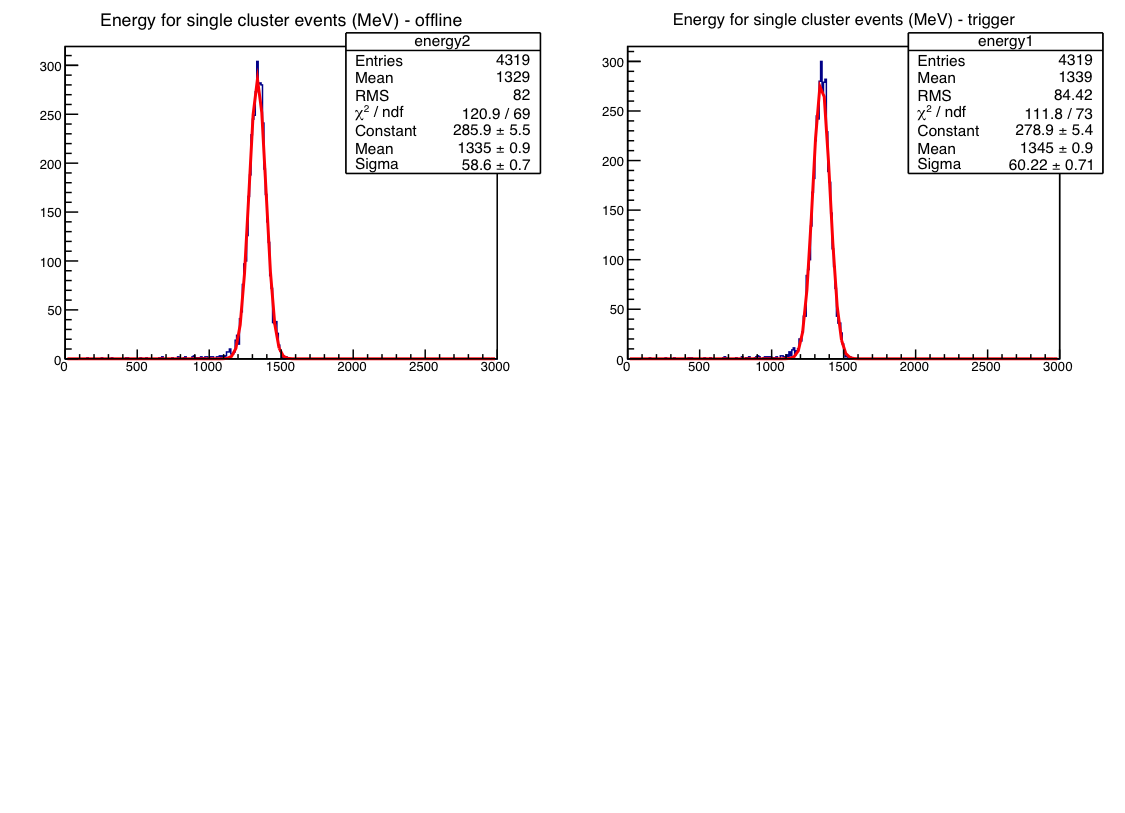 Energy for single cluster events (MeV) - offline
energy2
Entries 4319
Mean 1329
RMS 82
χ² / ndf 120.9 / 69
Constant 285.9 ± 5.5
Mean 1335 ± 0.9
Sigma 58.6 ± 0.7
300
250
200
150
100
50
0
0 500 1000 1500 2000 2500 3000
Energy for single cluster events (MeV) - trigger
energy1
Entries 4319
Mean 1339
RMS 84.42
χ² / ndf 111.8 / 73
Constant 278.9 ± 5.4
Mean 1345 ± 0.9
Sigma 60.22 ± 0.71
300
250
200
150
100
50
0
0 500 1000 1500 2000 2500 3000